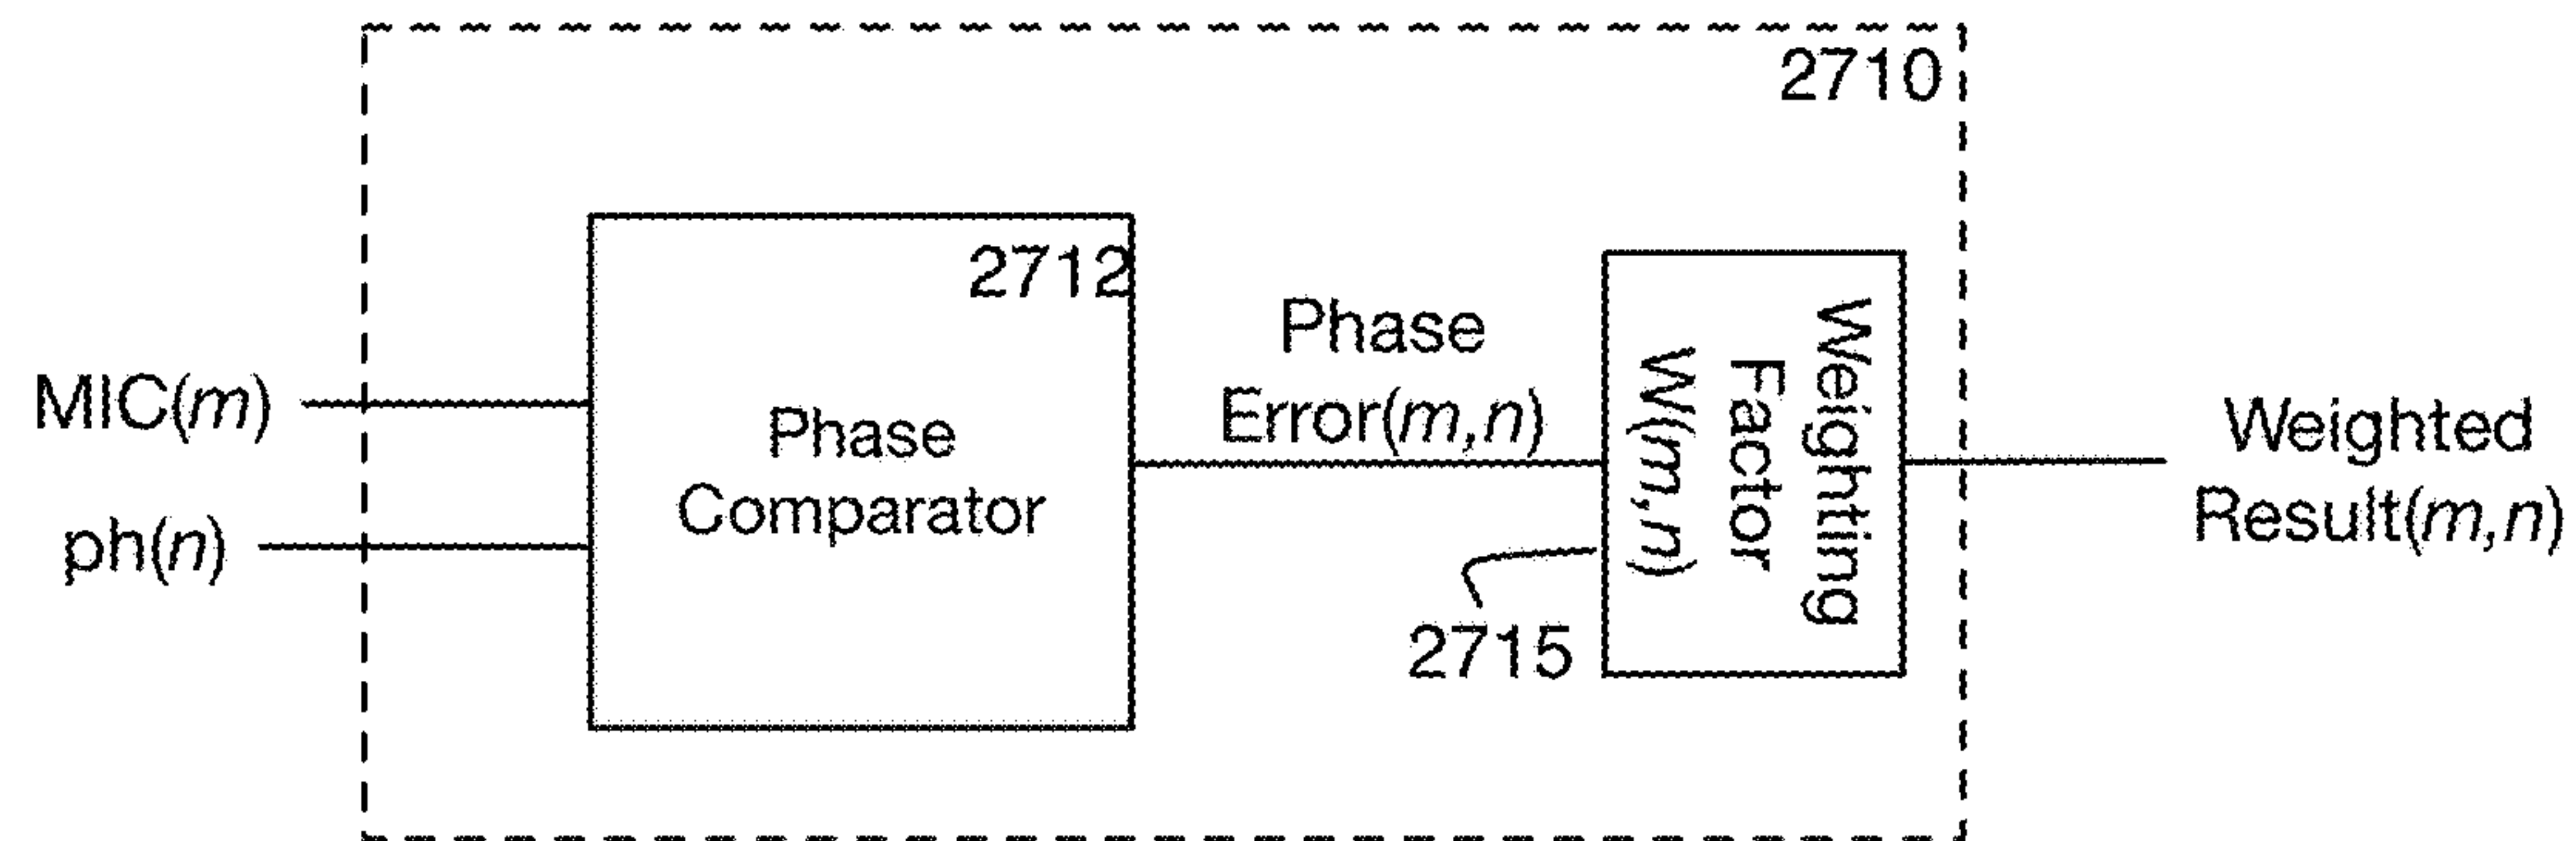 2710
2712
MIC(m)
ph(n)
Phase
Comparator
Phase
Error(m,n)
Weighting
Factor
W(m,n)
2715
Weighted
Result(m,n)